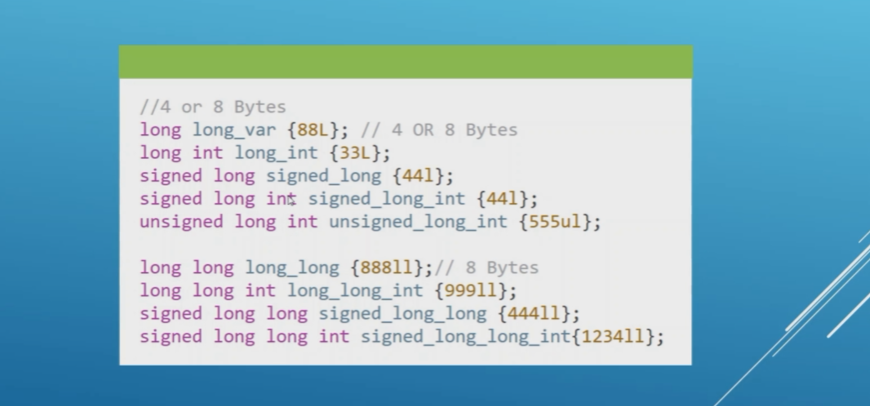 //4 or 8 Bytes
long long_var {88L}; // 4 OR 8 Bytes
long int long_int {33L};
signed long signed_long {44l};
signed long int signed_long_int {44l};
unsigned long int unsigned_long_int {555ul};
long long long_long {888ll};// 8 Bytes
long long int long_long_int {999ll};
signed long long signed_long_long {444ll};
signed long long int signed_long_long_int{1234ll};